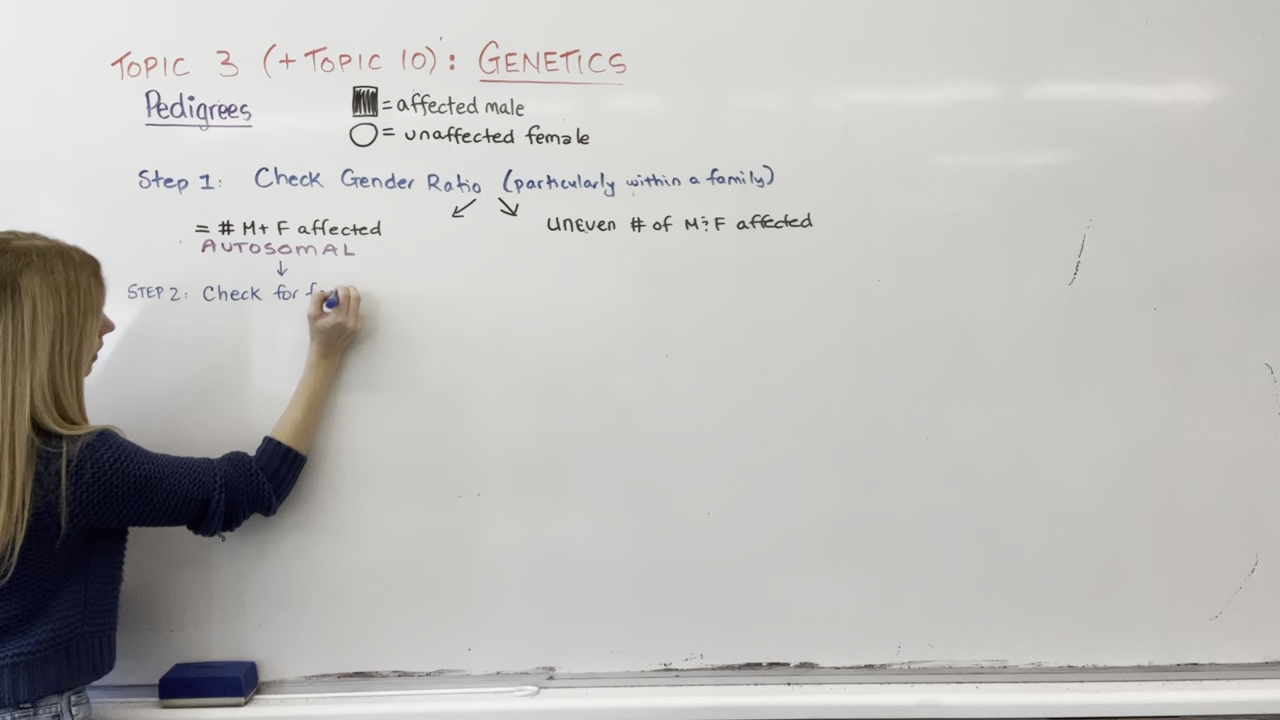 TOPIC 3 (+ TOPIC 10): GENETICS
Pedigrees
= affected male
= unaffected female
Step 1: Check Gender Ratio (particularly within a family)
= # M + F affected
uneven # of M & F affected
AUTOSOMAL
STEP 2: Check for